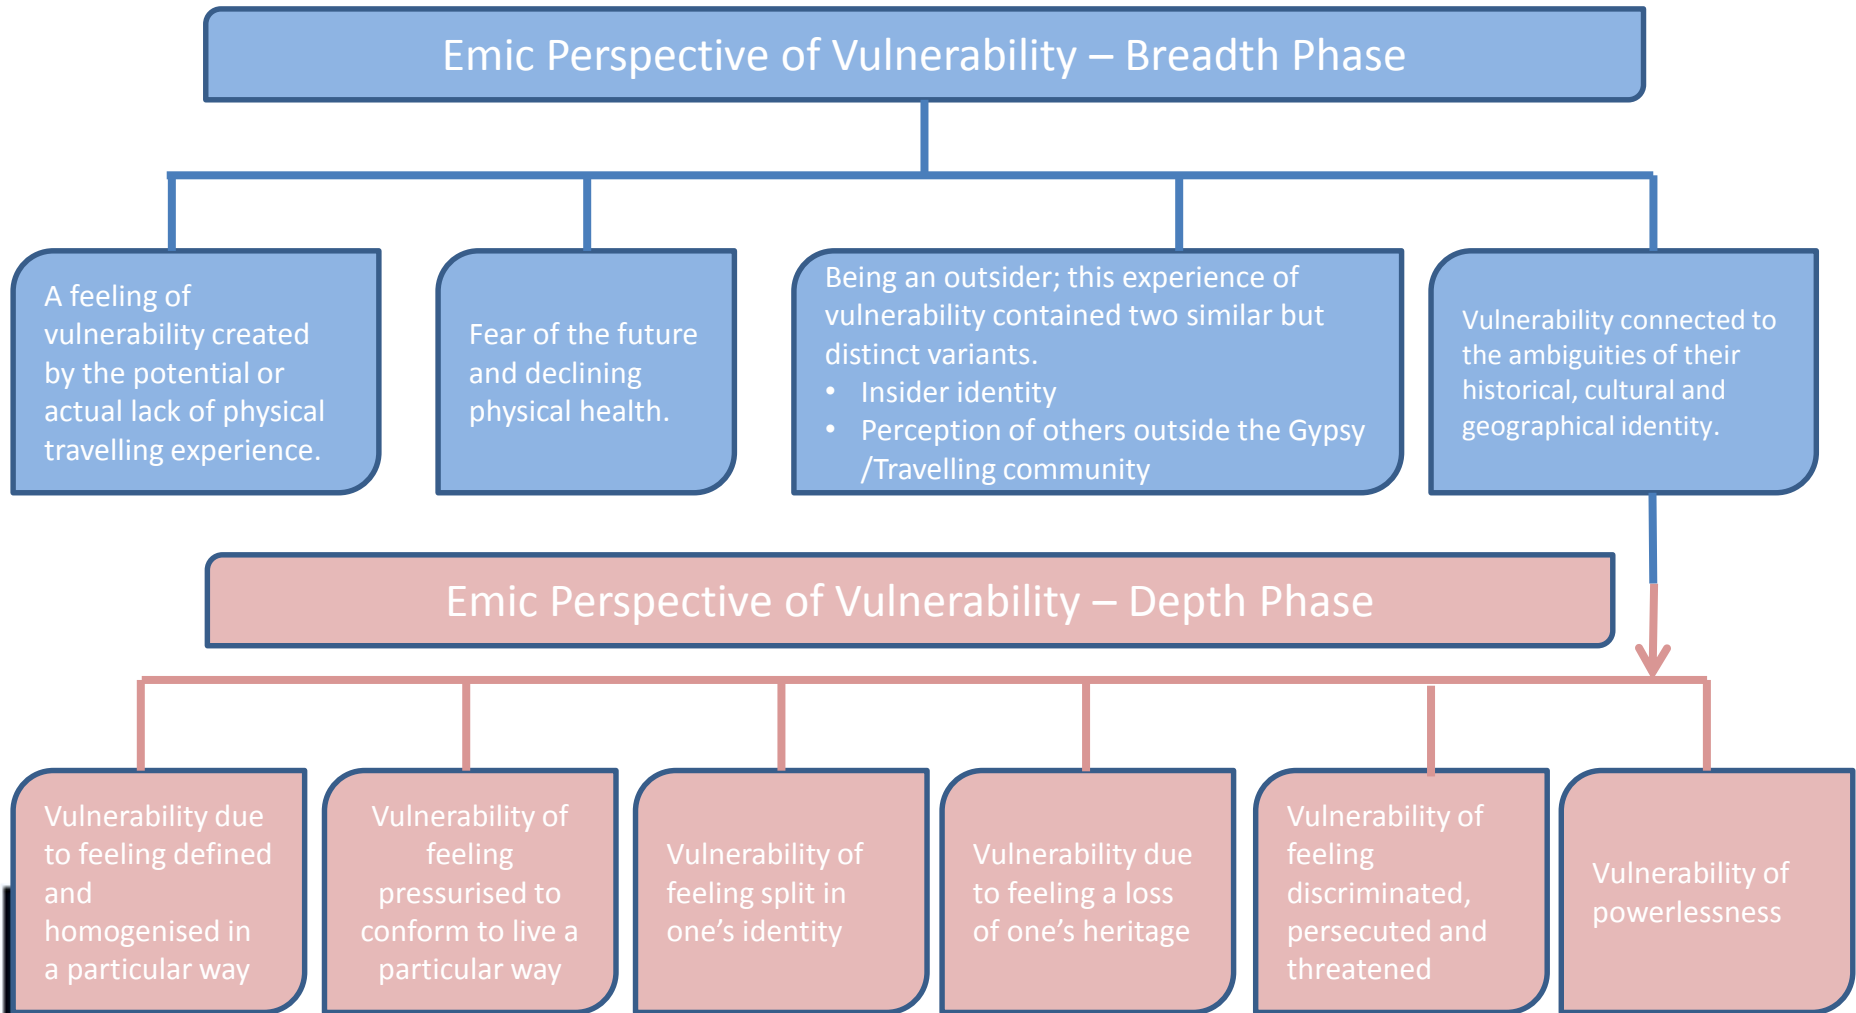 Emic Perspective of Vulnerability – Breadth Phase
A feeling of
vulnerability created
by the potential or
actual lack of physical
travelling experience.
Fear of the future
and declining
physical health.
Being an outsider; this experience of
vulnerability contained two similar but
distinct variants.
• Insider identity
• Perception of others outside the Gypsy
/Travelling community
Vulnerability connected to
the ambiguities of their
historical, cultural and
geographical identity.
Emic Perspective of Vulnerability – Depth Phase
Vulnerability due
to feeling defined
and
homogenised in
a particular way
Vulnerability of
feeling
pressurised to
conform to live a
particular way
Vulnerability of
feeling split in
one’s identity
Vulnerability due
to feeling a loss
of one’s heritage
Vulnerability of
feeling
discriminated,
persecuted and
threatened
Vulnerability of
powerlessness